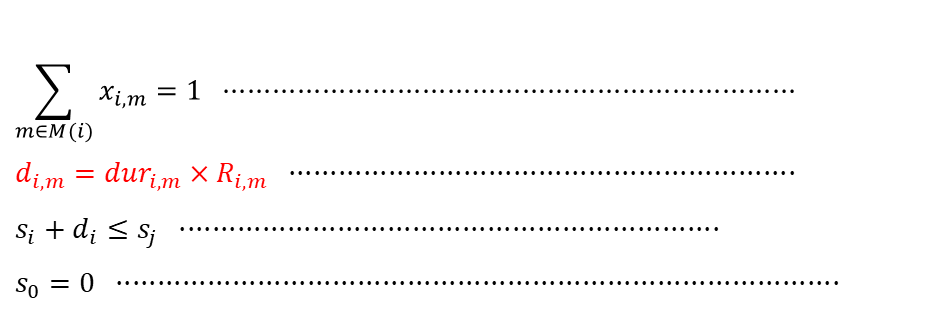 ∑_{m∈M(i)} x_{i,m} = 1 ………………………………………………………………
d_{i,m} = dur_{i,m} × R_{i,m} ………………………………………………………
s_i + d_i ≤ s_j ……………………………………………………………
s_0 = 0 …………………………………………………………………………………